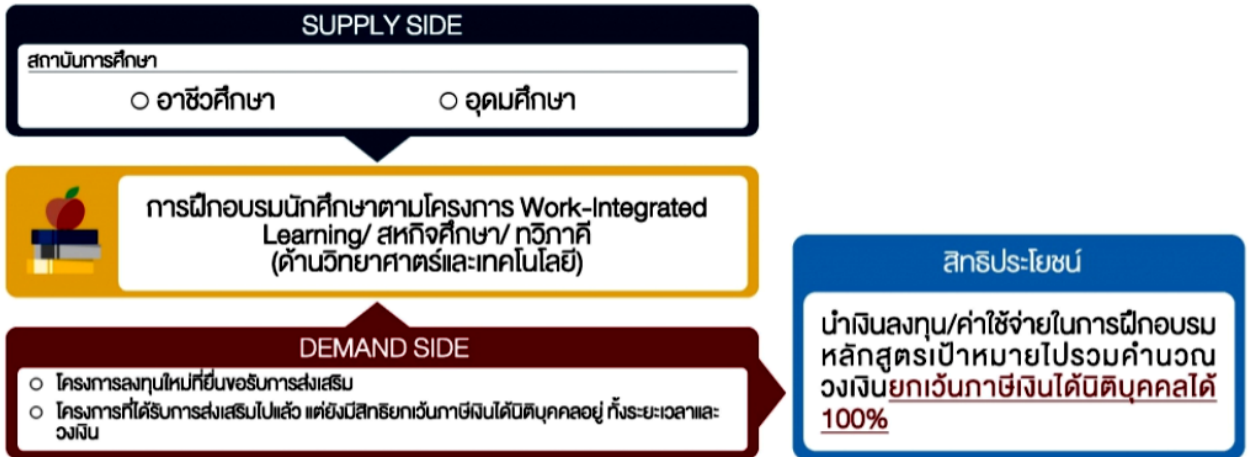 SUPPLY SIDE
สถาบันการศึกษา
○ อาชีวศึกษา ○ อุดมศึกษา
การฝึกอบรมนักศึกษาตามโครงการ Work-Integrated
Learning/ สหกิจศึกษา/ ทวิภาคี
(ด้านวิทยาศาตร์และเทคโนโลยี)
DEMAND SIDE
○ โครงการลงทุนใหม่ที่ยื่นขอรับการส่งเสริม
○ โครงการที่ได้รับการส่งเสริมไปแล้ว แต่ยังมีสิทธิยกเว้นภาษีเงินได้นิติบุคคลอยู่ ทั้งระยะเวลาและ
วงเงิน
สิทธิประโยชน์
นำเงินลงทุน/ค่าใช้จ่ายในการฝึกอบรม
หลักสูตรเป้าหมายไปรวมคำนวณ
วงเงินยกเว้นภาษีเงินได้นิติบุคคลได้
100%